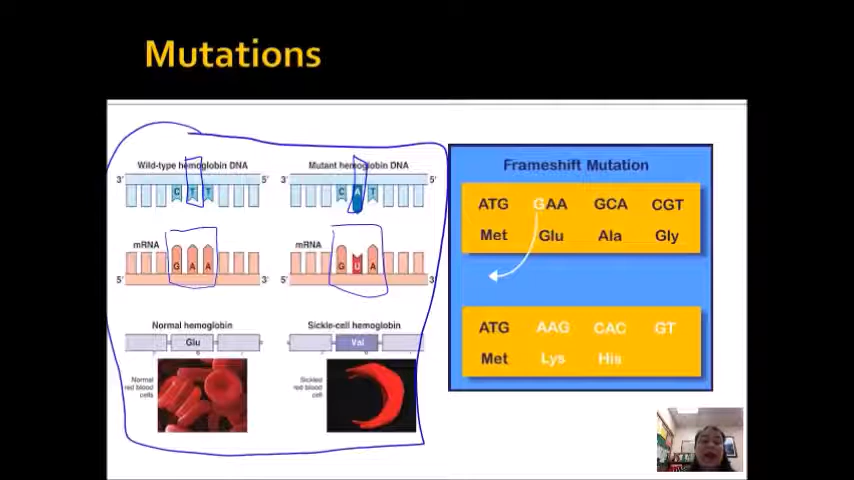 Mutations
Wild-type hemoglobin DNA
3' 5'
C T T
mRNA
G A A
5' 3'
Normal hemoglobin
Glu
Normal
red blood
cells
Mutant hemoglobin DNA
3' 5'
C A T
mRNA
G U A
5' 3'
Sickle-cell hemoglobin
Val
Sickled
red blood
cell
Frameshift Mutation
ATG GAA GCA CGT
Met Glu Ala Gly
ATG AAG CAC GT
Met Lys His